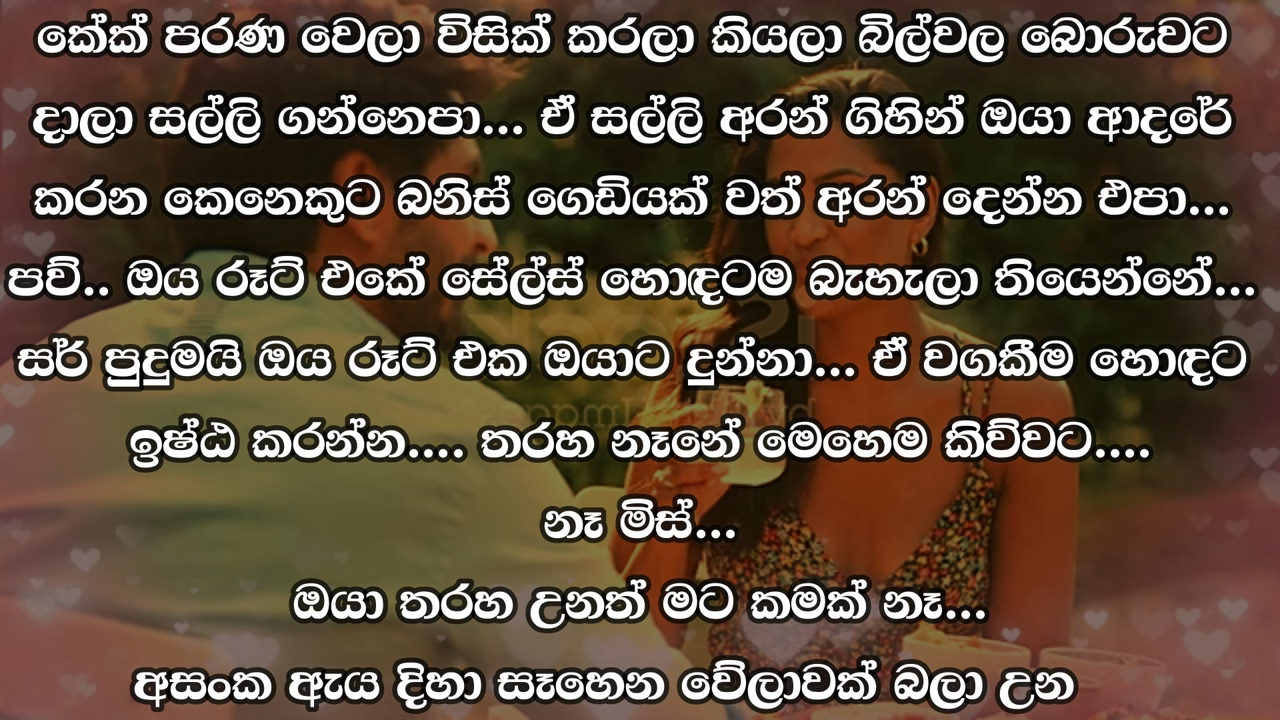 කේක් පරණ වෙලා විසික් කරලා කියලා බිල්වල බොරුවට
දාලා සල්ලි ගන්නෙපා... ඒ සල්ලි අරන් ගිහින් ඔයා ආදරේ
කරන කෙනෙකුට බනිස් ගෙඩියක් වත් අරන් දෙන්න එපා...
පව්.. ඔය රූට් එකේ සේල්ස් හොඳටම බැහැලා තියෙන්නේ...
සර් පුදුමයි ඔය රූට් එක ඔයාට දුන්නා... ඒ වගකීම හොඳට
ඉෂ්ඨ කරන්න.... තරහ නෑනේ මෙහෙම කිව්වට....
නෑ මිස්...
ඔයා තරහ උනත් මට කමක් නෑ...
අසංක ඇය දිහා සෑහෙන වේලාවක් බලා උන